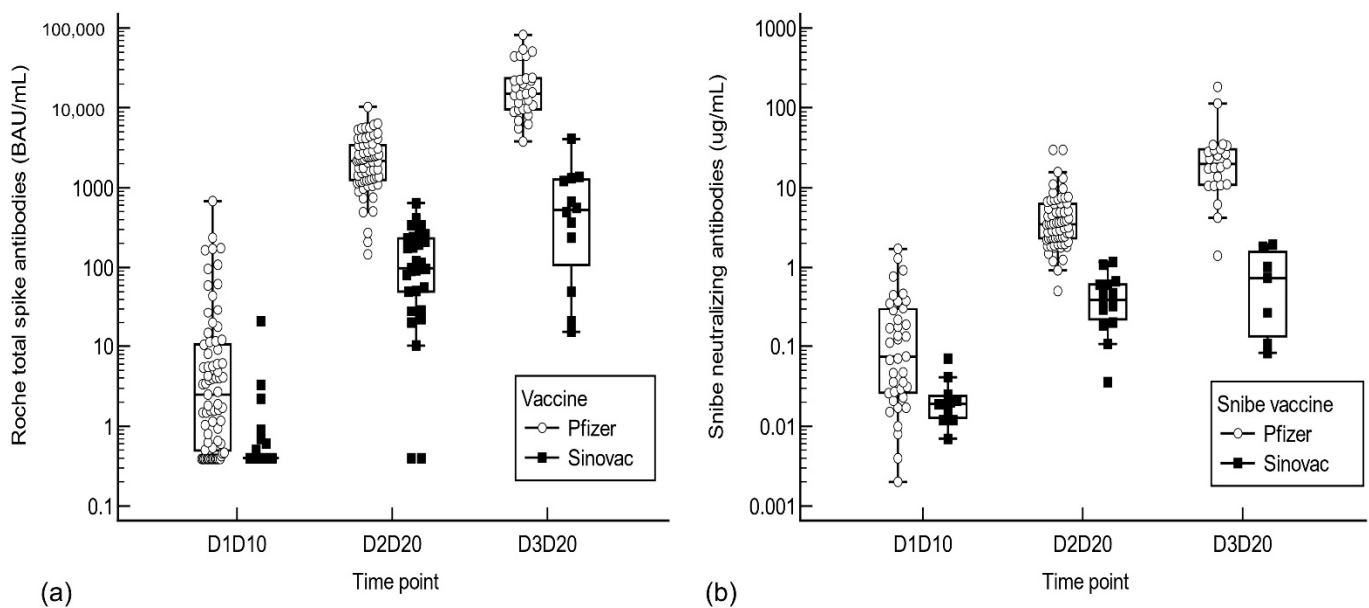 Roche total spike antibodies (BAU/mL)
100,000
10,000
1000
100
10
1
0.1
D1D10
D2D20
D3D20
Time point
Vaccine
Pfizer
Sinovac
(a)
Snibe neutralizing antibodies (ug/mL)
1000
100
10
1
0.1
0.01
0.001
D1D10
D2D20
D3D20
Time point
Snibe vaccine
Pfizer
Sinovac
(b)